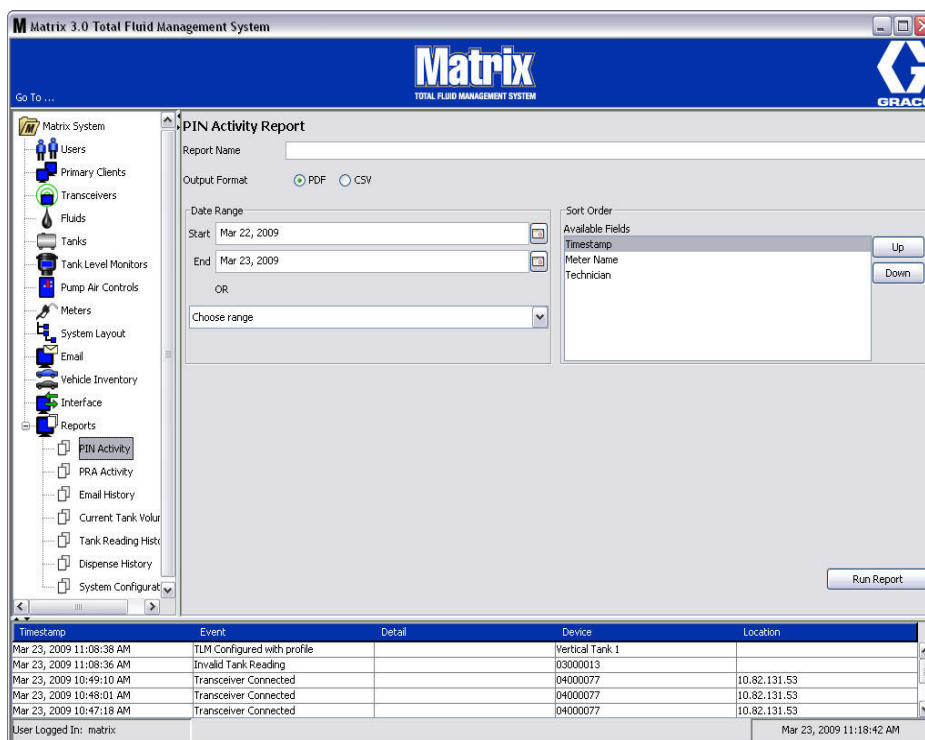 M Matrix 3.0 Total Fluid Management System
Matrix
TOTAL FLUID MANAGEMENT SYSTEM
Go To ...
GRACO
Matrix System
Users
Primary Clients
Transceivers
Fluids
Tanks
Tank Level Monitors
Pump Air Controls
Meters
System Layout
Email
Vehicle Inventory
Interface
Reports
PIN Activity
PRA Activity
Email History
Current Tank Volur
Tank Reading Histo
Dispense History
System Configurat
PIN Activity Report
Report Name
Output Format PDF CSV
Date Range
Start Mar 22, 2009
End Mar 23, 2009
OR
Choose range
Sort Order
Available Fields
Timestamp
Meter Name
Technician
Up
Down
Run Report
Timestamp Event Detail Device Location
Mar 23, 2009 11:08:38 AM TLM Configured with profile Vertical Tank 1
Mar 23, 2009 11:08:36 AM Invalid Tank Reading 03000013
Mar 23, 2009 10:49:10 AM Transceiver Connected 04000077 10.82.131.53
Mar 23, 2009 10:48:01 AM Transceiver Connected 04000077 10.82.131.53
Mar 23, 2009 10:47:18 AM Transceiver Connected 04000077 10.82.131.53
User Logged In: matrix Mar 23, 2009 11:18:42 AM